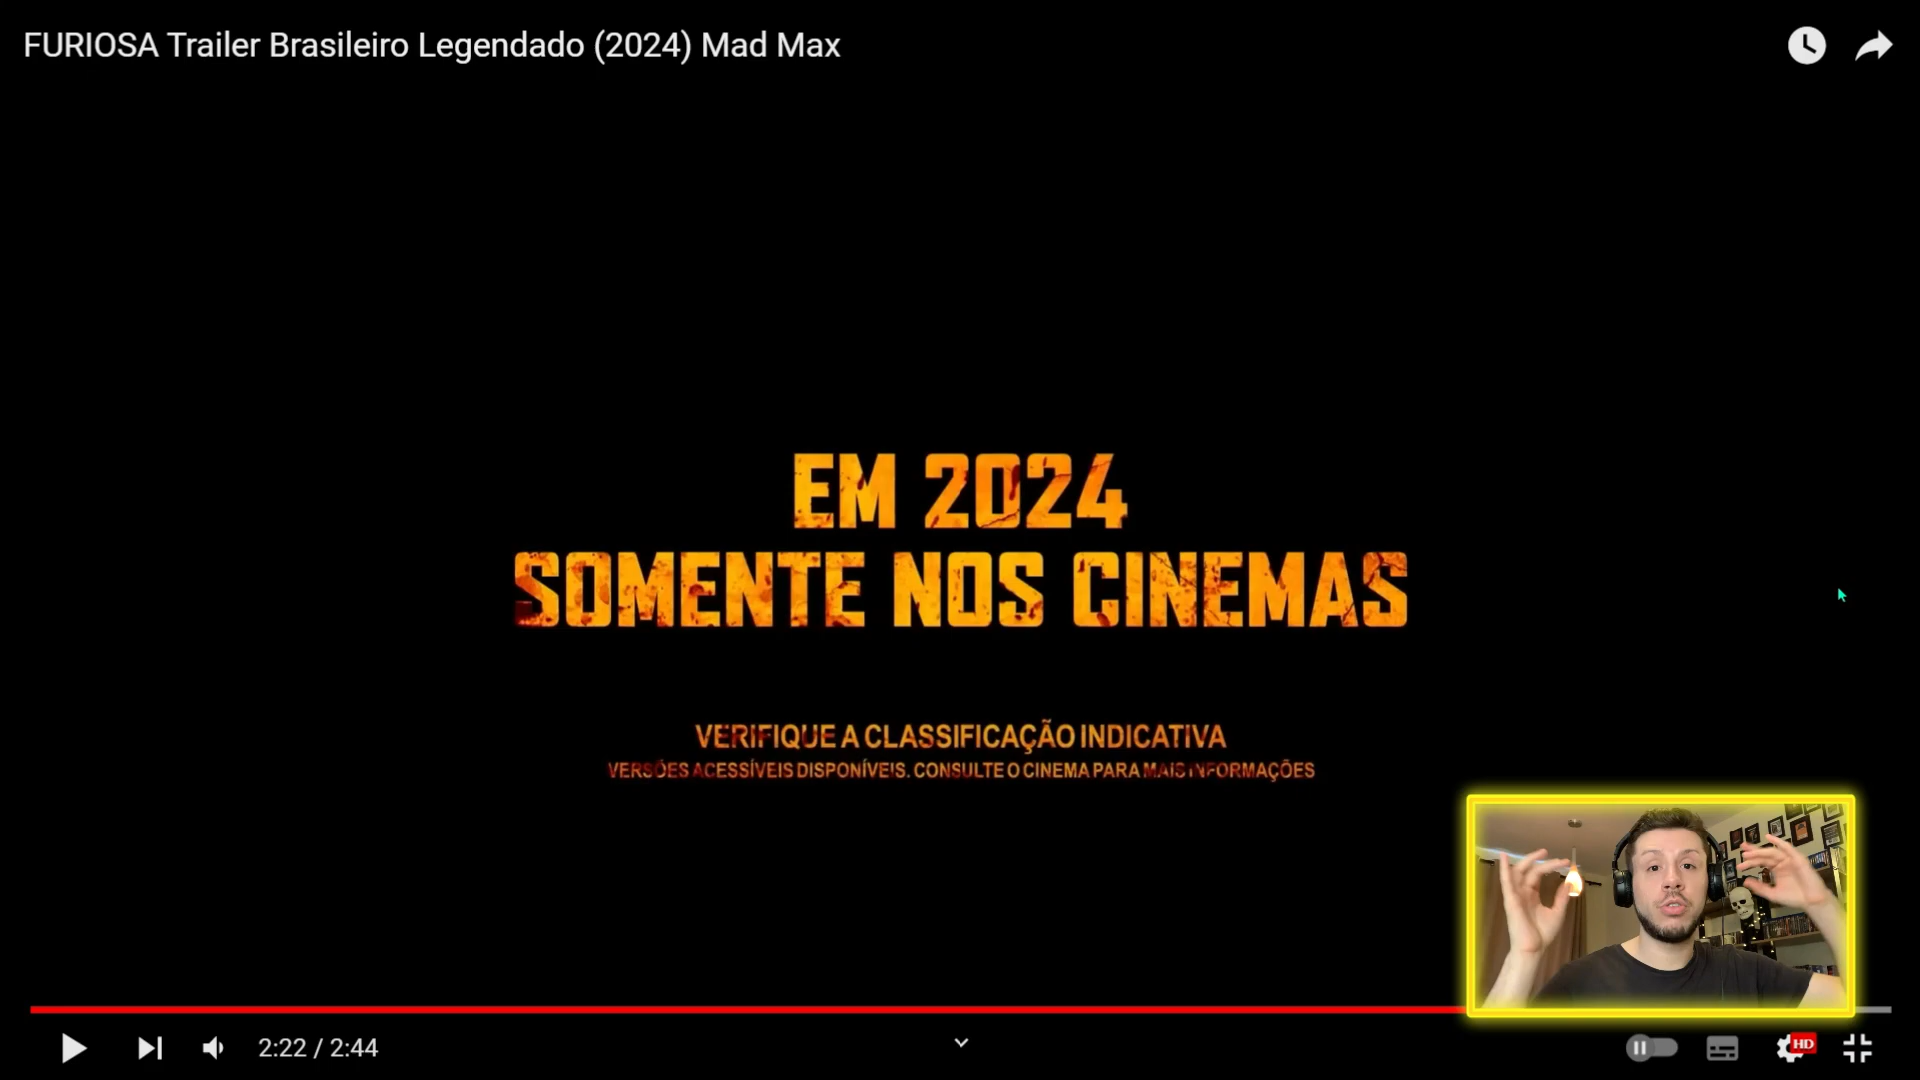 FURIOSA Trailer Brasileiro Legendado (2024) Mad Max
EM 2024
SOMENTE NOS CINEMAS
VERIFIQUE A CLASSIFICAÇÃO INDICATIVA
VERSÕES ACESSÍVEIS DISPONÍVEIS. CONSULTE O CINEMA PARA MAIS INFORMAÇÕES
2:22 / 2:44
HD